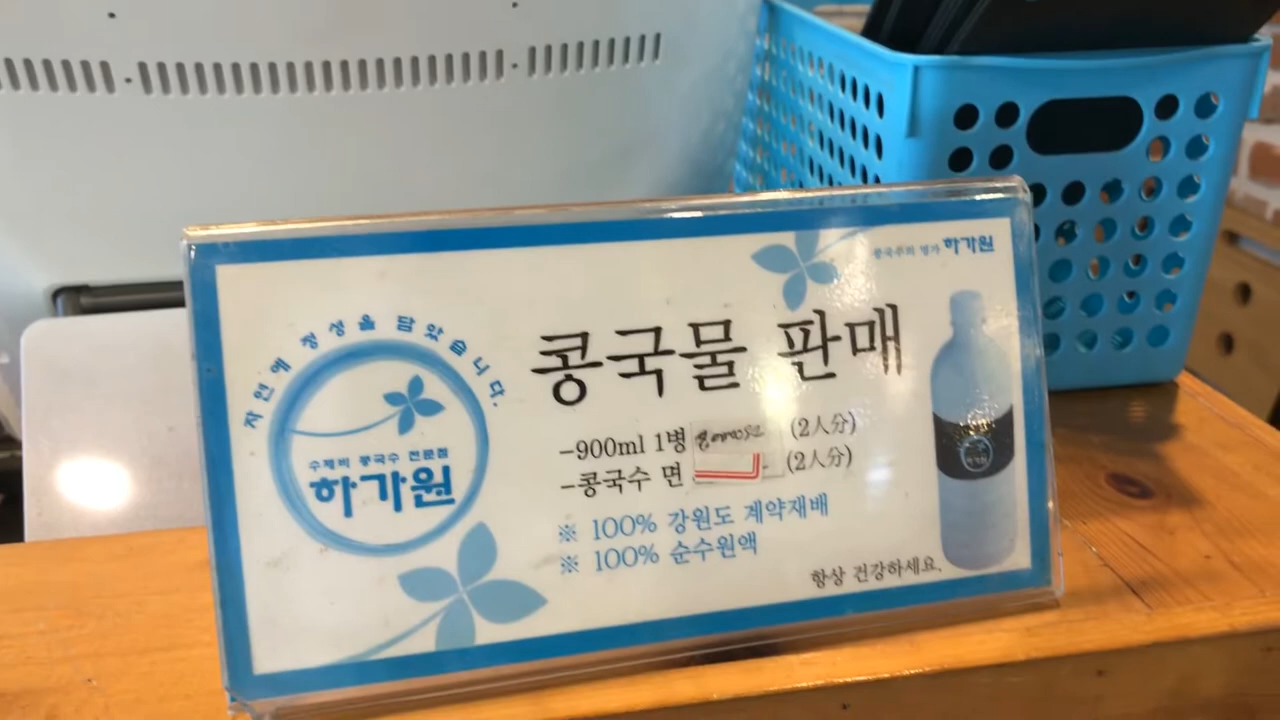 콩국수의 명가 하가원
자연에 정성을 담았습니다.
수제비 콩국수 전문점
하가원
콩국물 판매
-900ml 1병 (2人分)
-콩국수 면 (2人分)
※ 100% 강원도 계약재배
※ 100% 순수원액
항상 건강하세요.
하가원